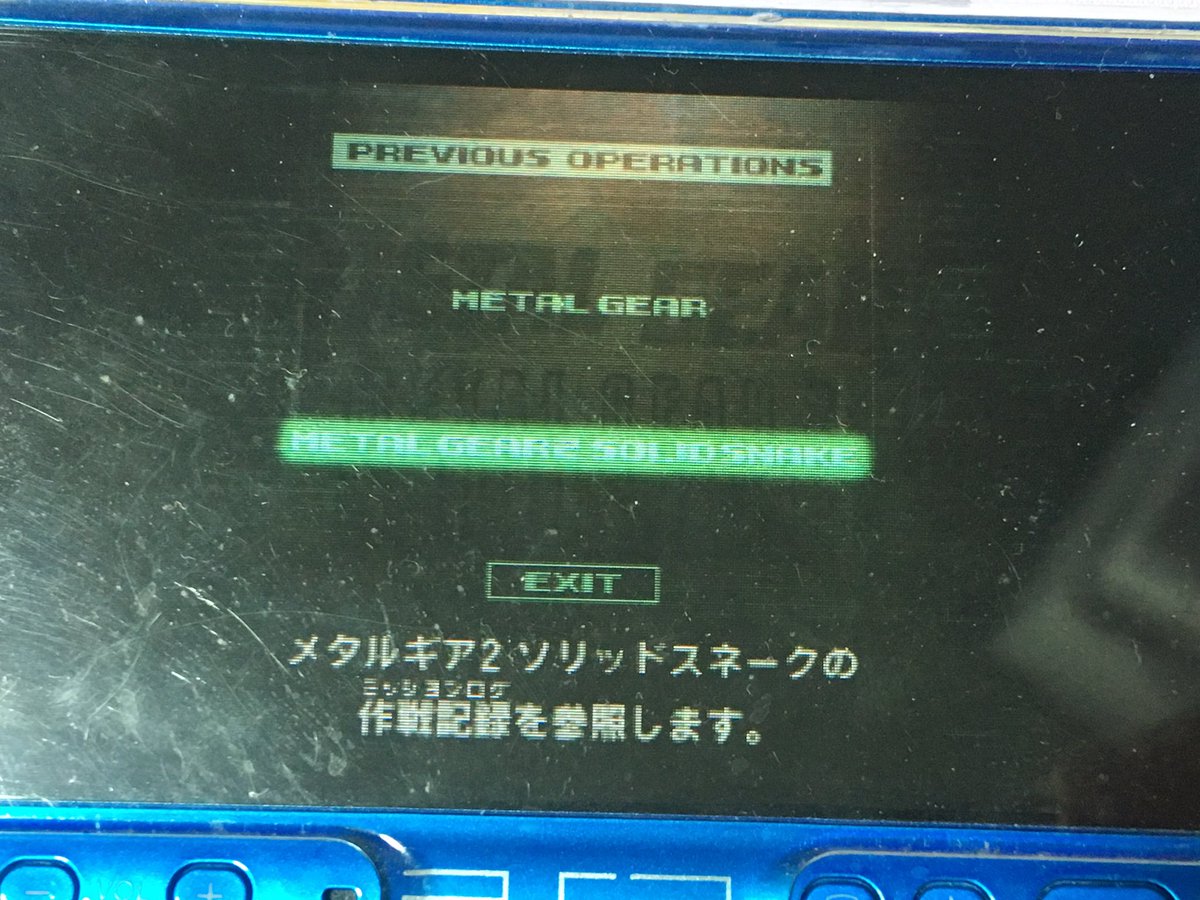 PREVIOUS OPERATIONS
METAL GEAR
METAL GEAR2 SOLID SNAKE
EXIT
メタルギア2 ソリッドスネークの
ミッションログ
作戦記録を参照します。
VOL